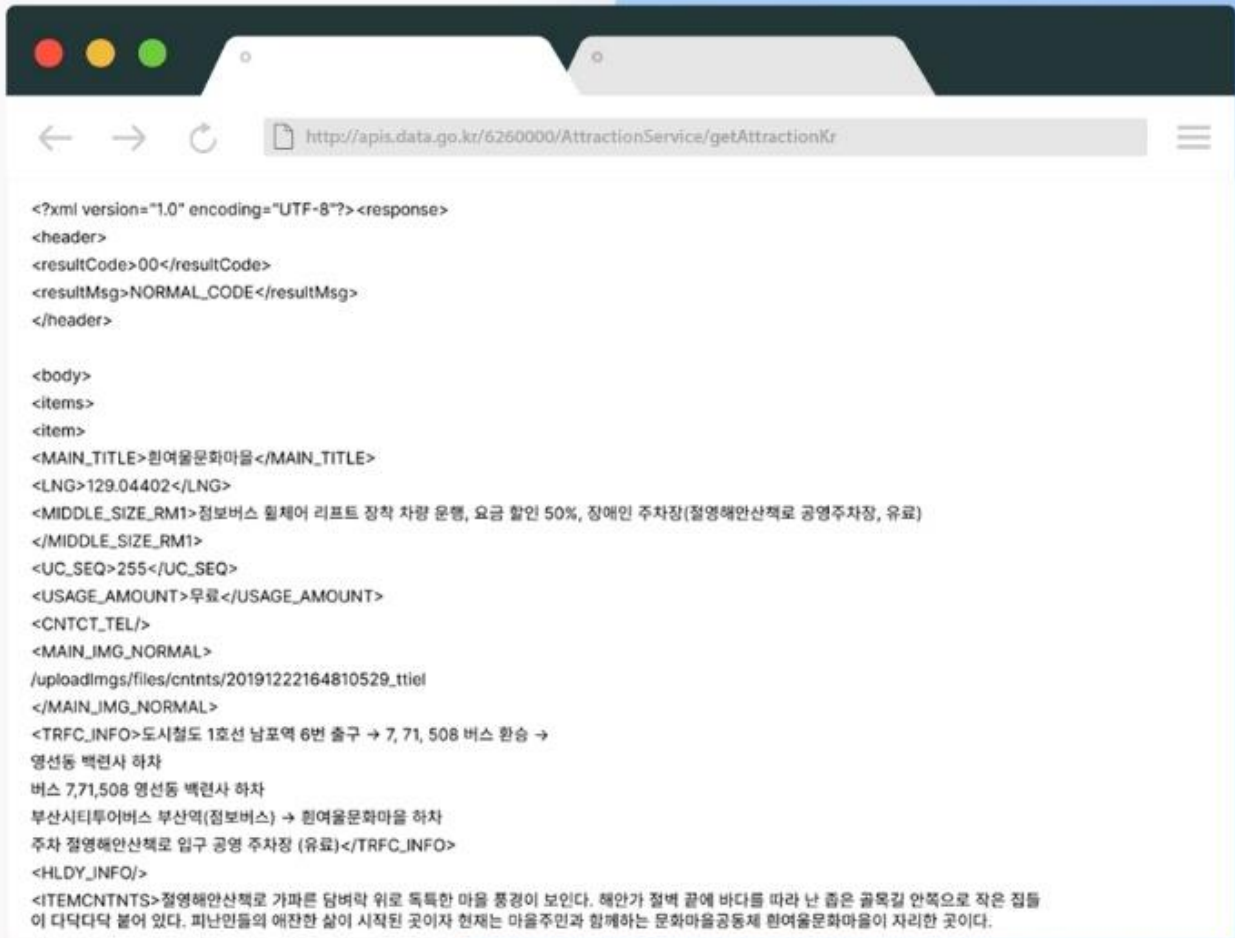 http://apis.data.go.kr/6260000/AttractionService/getAttractionKr
<?xml version="1.0" encoding="UTF-8"?><response>
<header>
<resultCode>00</resultCode>
<resultMsg>NORMAL_CODE</resultMsg>
</header>
<body>
<items>
<item>
<MAIN_TITLE>흰여울문화마을</MAIN_TITLE>
<LNG>129.04402</LNG>
<MIDDLE_SIZE_RM1>점보버스 휠체어 리프트 장착 차량 운행, 요금 할인 50%, 장애인 주차장(절영해안산책로 공영주차장, 유료)
</MIDDLE_SIZE_RM1>
<UC_SEQ>255</UC_SEQ>
<USAGE_AMOUNT>무료</USAGE_AMOUNT>
<CNTCT_TEL/>
<MAIN_IMG_NORMAL>
/uploadImgs/files/cntnts/20191222164810529_ttiel
</MAIN_IMG_NORMAL>
<TRFC_INFO>도시철도 1호선 남포역 6번 출구 → 7, 71, 508 버스 환승 →
영선동 백련사 하차
버스 7,71,508 영선동 백련사 하차
부산시티투어버스 부산역(점보버스) → 흰여울문화마을 하차
주차 절영해안산책로 입구 공영 주차장 (유료)</TRFC_INFO>
<HLDY_INFO/>
<ITEMCNTNTS>절영해안산책로 가파른 담벼락 위로 독특한 마을 풍경이 보인다. 해안가 절벽 끝에 바다를 따라 난 좁은 골목길 안쪽으로 작은 집들
이 다닥다닥 붙어 있다. 피난민들의 애잔한 삶이 시작된 곳이자 현재는 마을주민과 함께하는 문화마을공동체 흰여울문화마을이 자리한 곳이다.